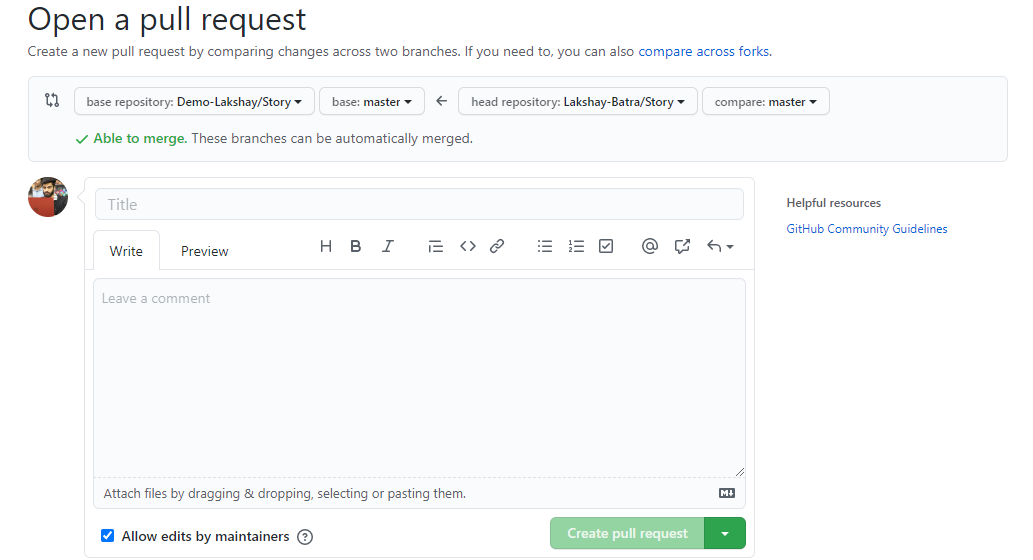 Open a pull request
Create a new pull request by comparing changes across two branches. If you need to, you can also compare across forks.
base repository: Demo-Lakshay/Story base: master head repository: Lakshay-Batra/Story compare: master
Able to merge. These branches can be automatically merged.
Title
Helpful resources
GitHub Community Guidelines
Write Preview H B I
Leave a comment
Attach files by dragging & dropping, selecting or pasting them.
Allow edits by maintainers
Create pull request